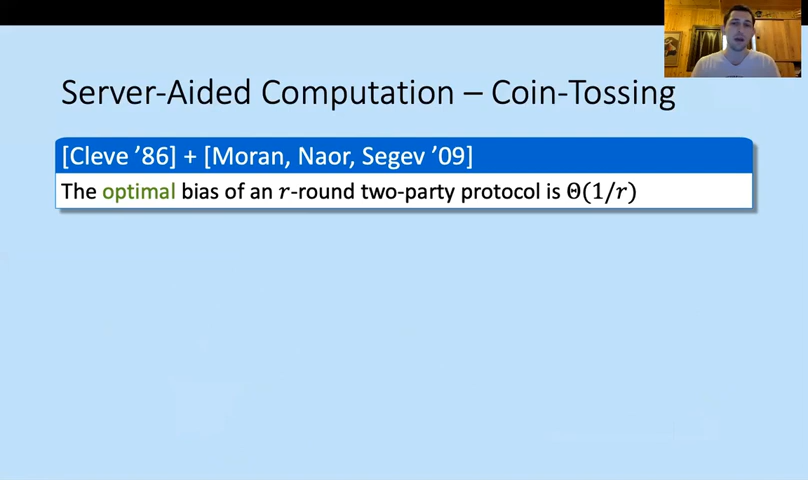 Server-Aided Computation – Coin-Tossing
[Cleve ’86] + [Moran, Naor, Segev ’09]
The optimal bias of an r-round two-party protocol is Θ(1/r)